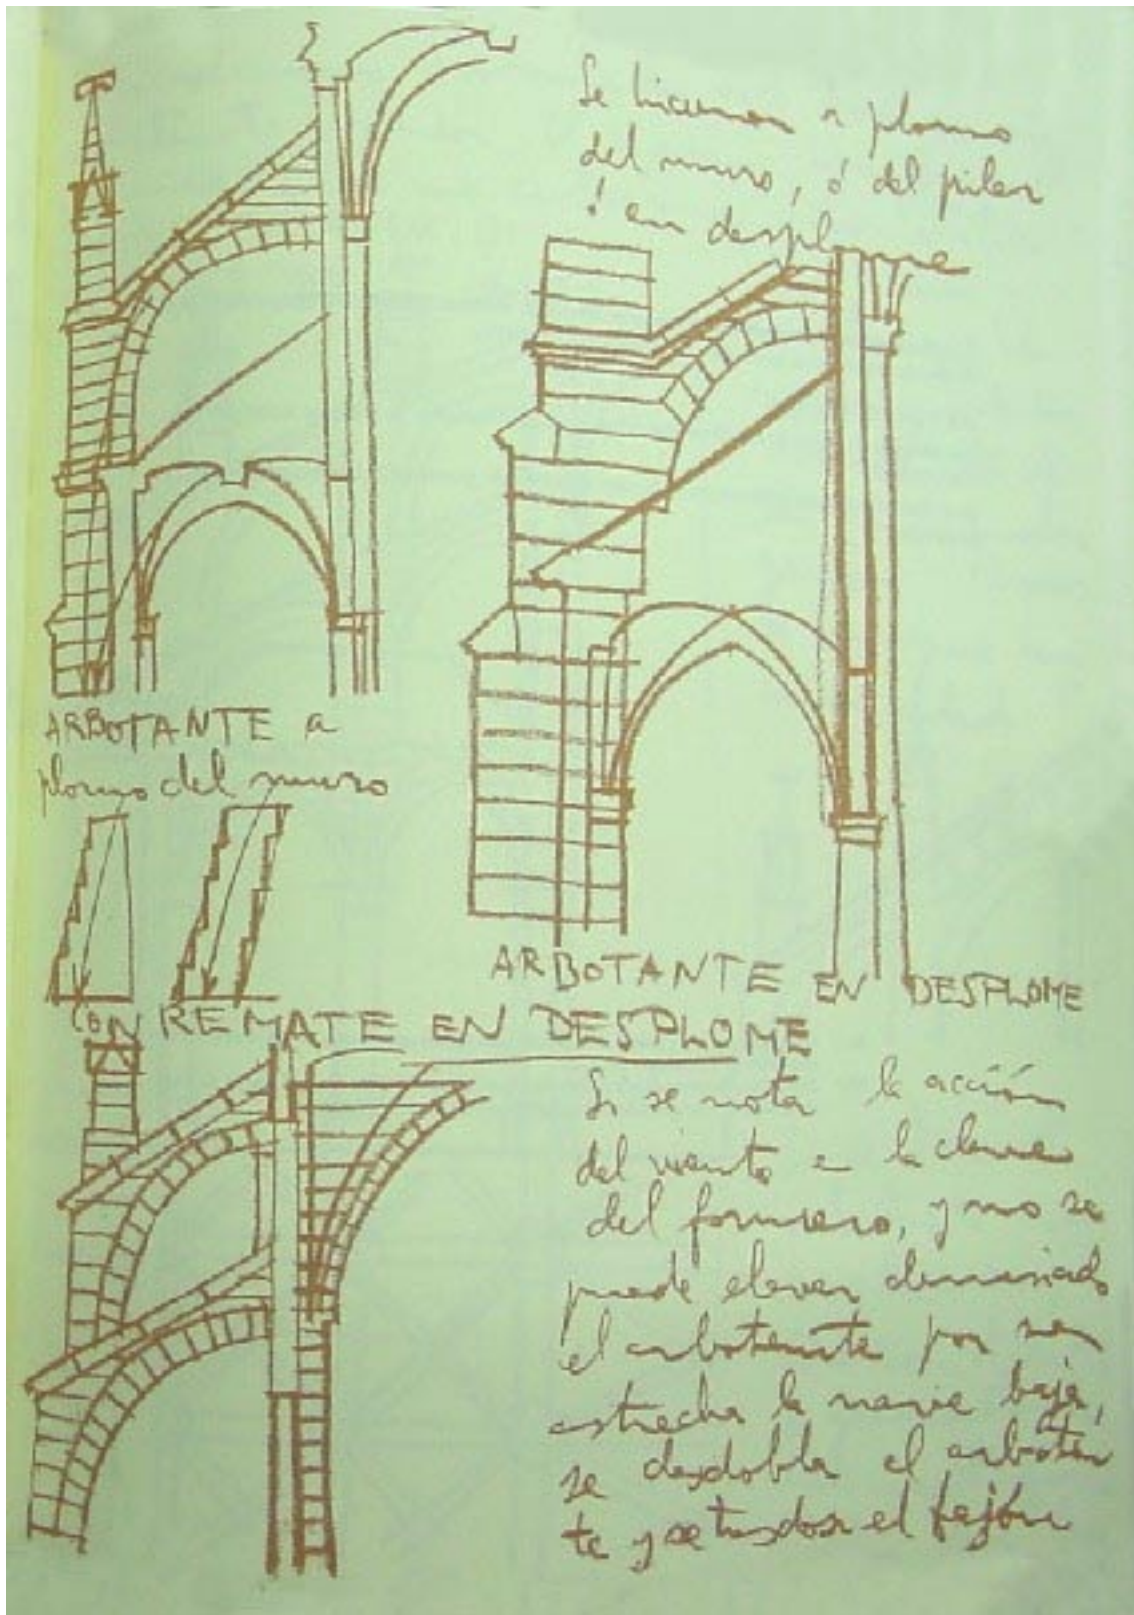 Se hicieron a plomo
del muro, ó del pilar
ó en desplome
ARBOTANTE a
plomo del muro
ARBOTANTE EN DESPLOME
CON REMATE EN DESPLOME
Si se nota la acción
del viento en la clave
del formero, y no se
puede elevar demasiado
el arbotante por ser
estrecha la nave baja,
se desdobla el arbotan
te y se trasdosa el fajón